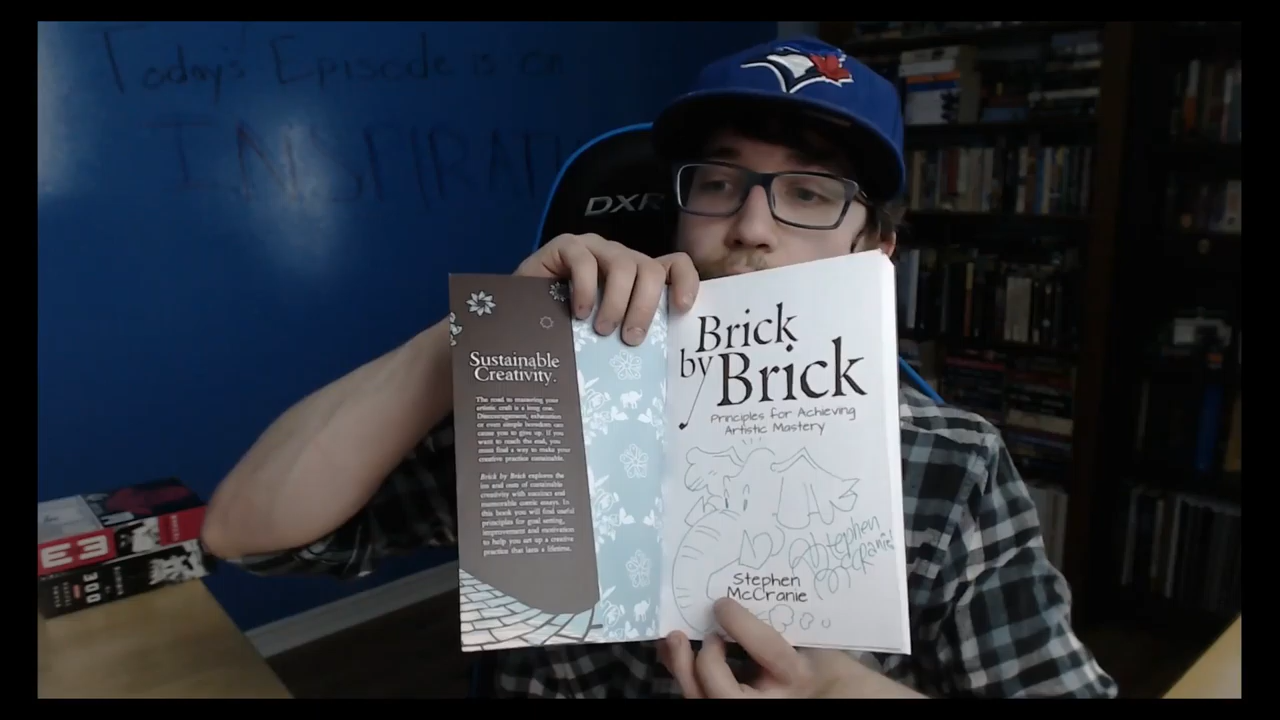 Today's Episode is on
INSPIRATI
DXR
Sustainable
Creativity.
The road to mastering your
artistic craft is a long one.
Discouragement, exhaustion
or even simple boredom can
cause you to give up. If you
want to reach the end, you
must find a way to make your
creative practice sustainable.
Brick by Brick explores the
ins and outs of sustainable
creativity with succinct and
memorable comic essays. In
this book you will find useful
principles for goal setting,
improvement and motivation
to help you set up a creative
practice that lasts a lifetime.
Brick
by Brick
Principles for Achieving
Artistic Mastery
Stephen
McCranie!
Stephen
McCranie
300